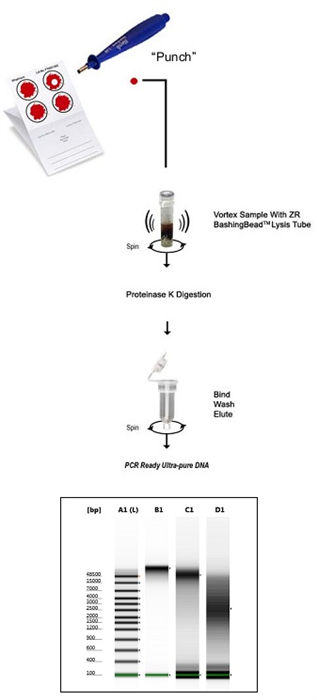 “Punch”
Vortex Sample With ZR
BashingBead™ Lysis Tube
Spin
Proteinase K Digestion
Bind
Wash
Elute
Spin
PCR Ready Ultra-pure DNA
[bp] A1 (L) B1 C1 D1
48500
15000
7000
4000
3000
2500
2000
1500
1200
900
600
400
100